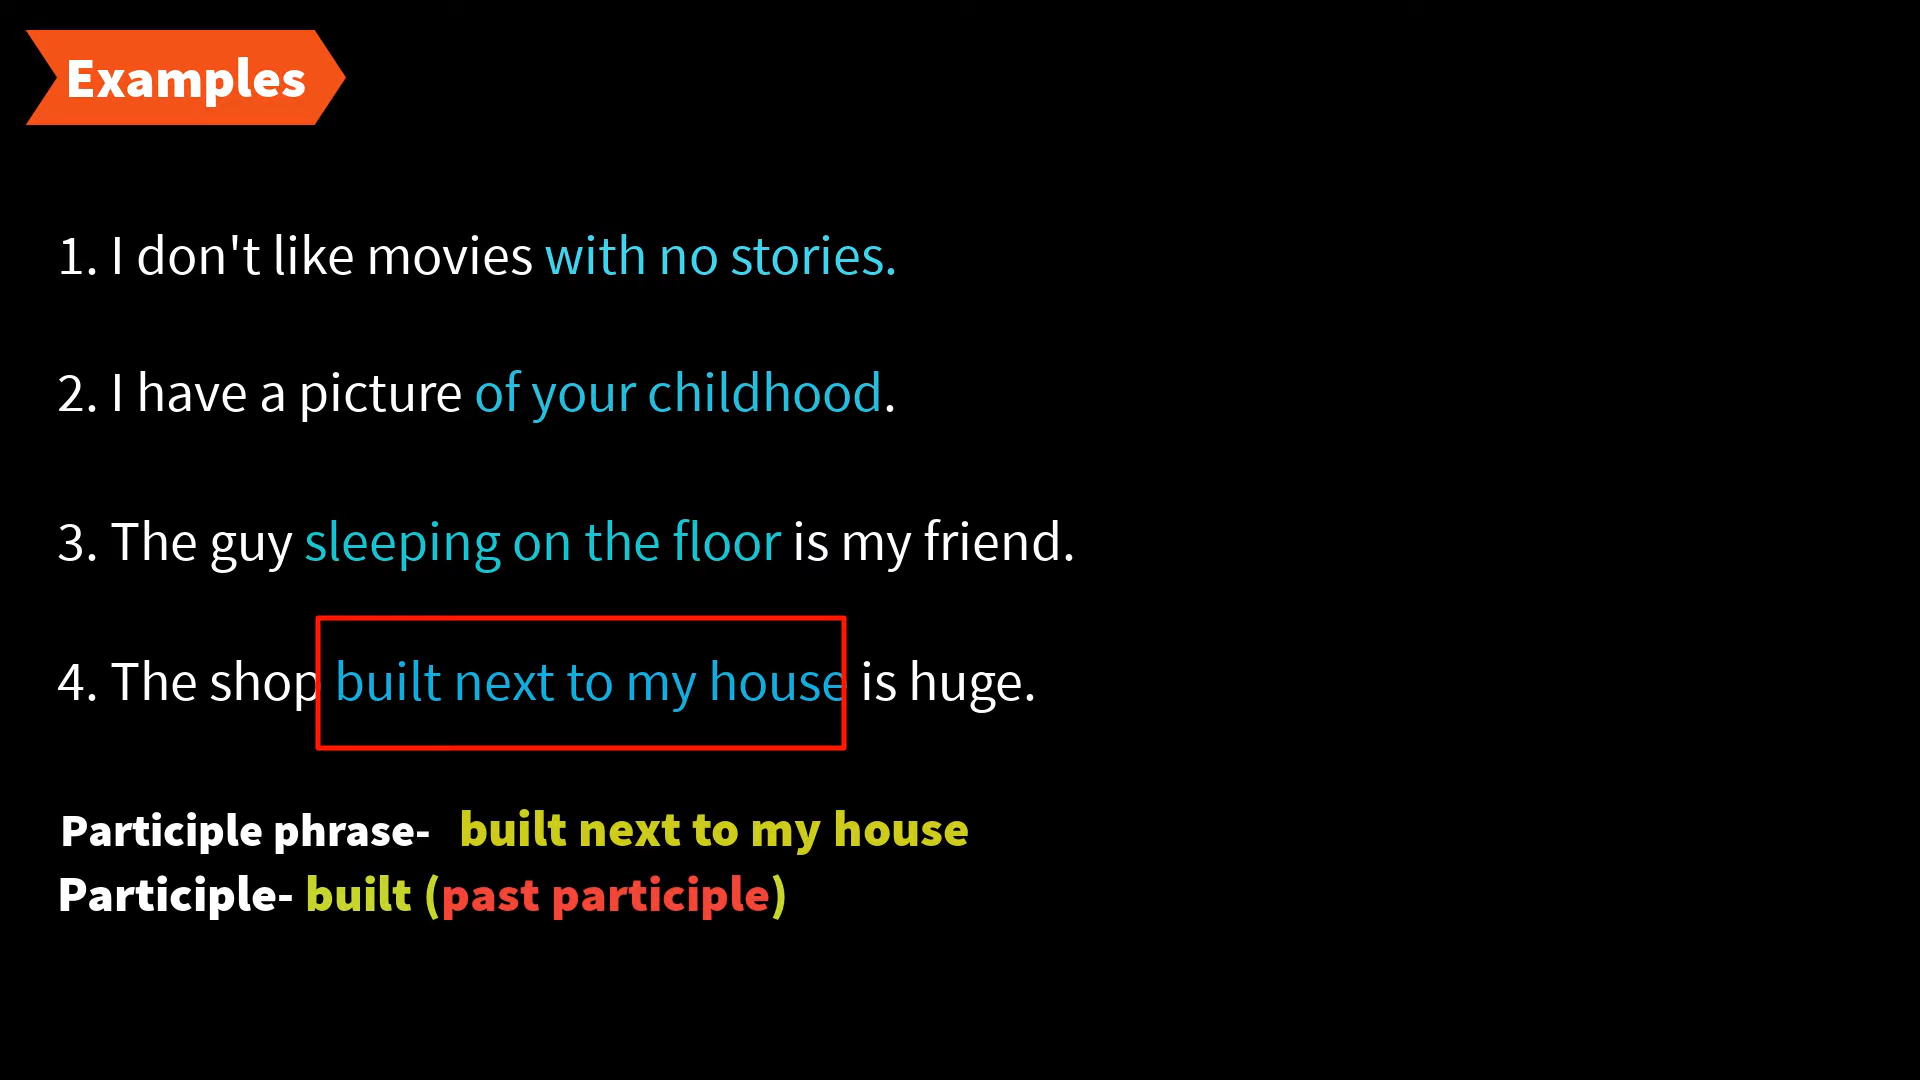 Examples
1. I don't like movies with no stories.
2. I have a picture of your childhood.
3. The guy sleeping on the floor is my friend.
4. The shop built next to my house is huge.
Participle phrase- built next to my house
Participle- built (past participle)